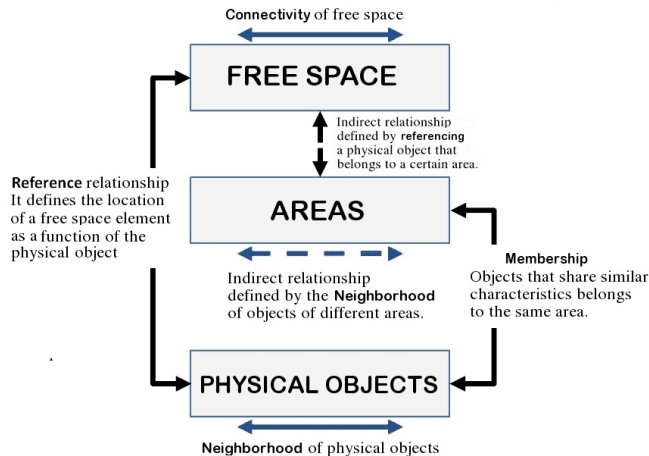 Connectivity of free space
FREE SPACE
Indirect relationship
defined by referencing
a physical object that
belongs to a certain area.
Reference relationship
It defines the location
of a free space element
as a function of the
physical object
AREAS
Membership
Objects that share similar
characteristics belongs
to the same area.
Indirect relationship
defined by the Neighborhood
of objects of different areas.
PHYSICAL OBJECTS
Neighborhood of physical objects